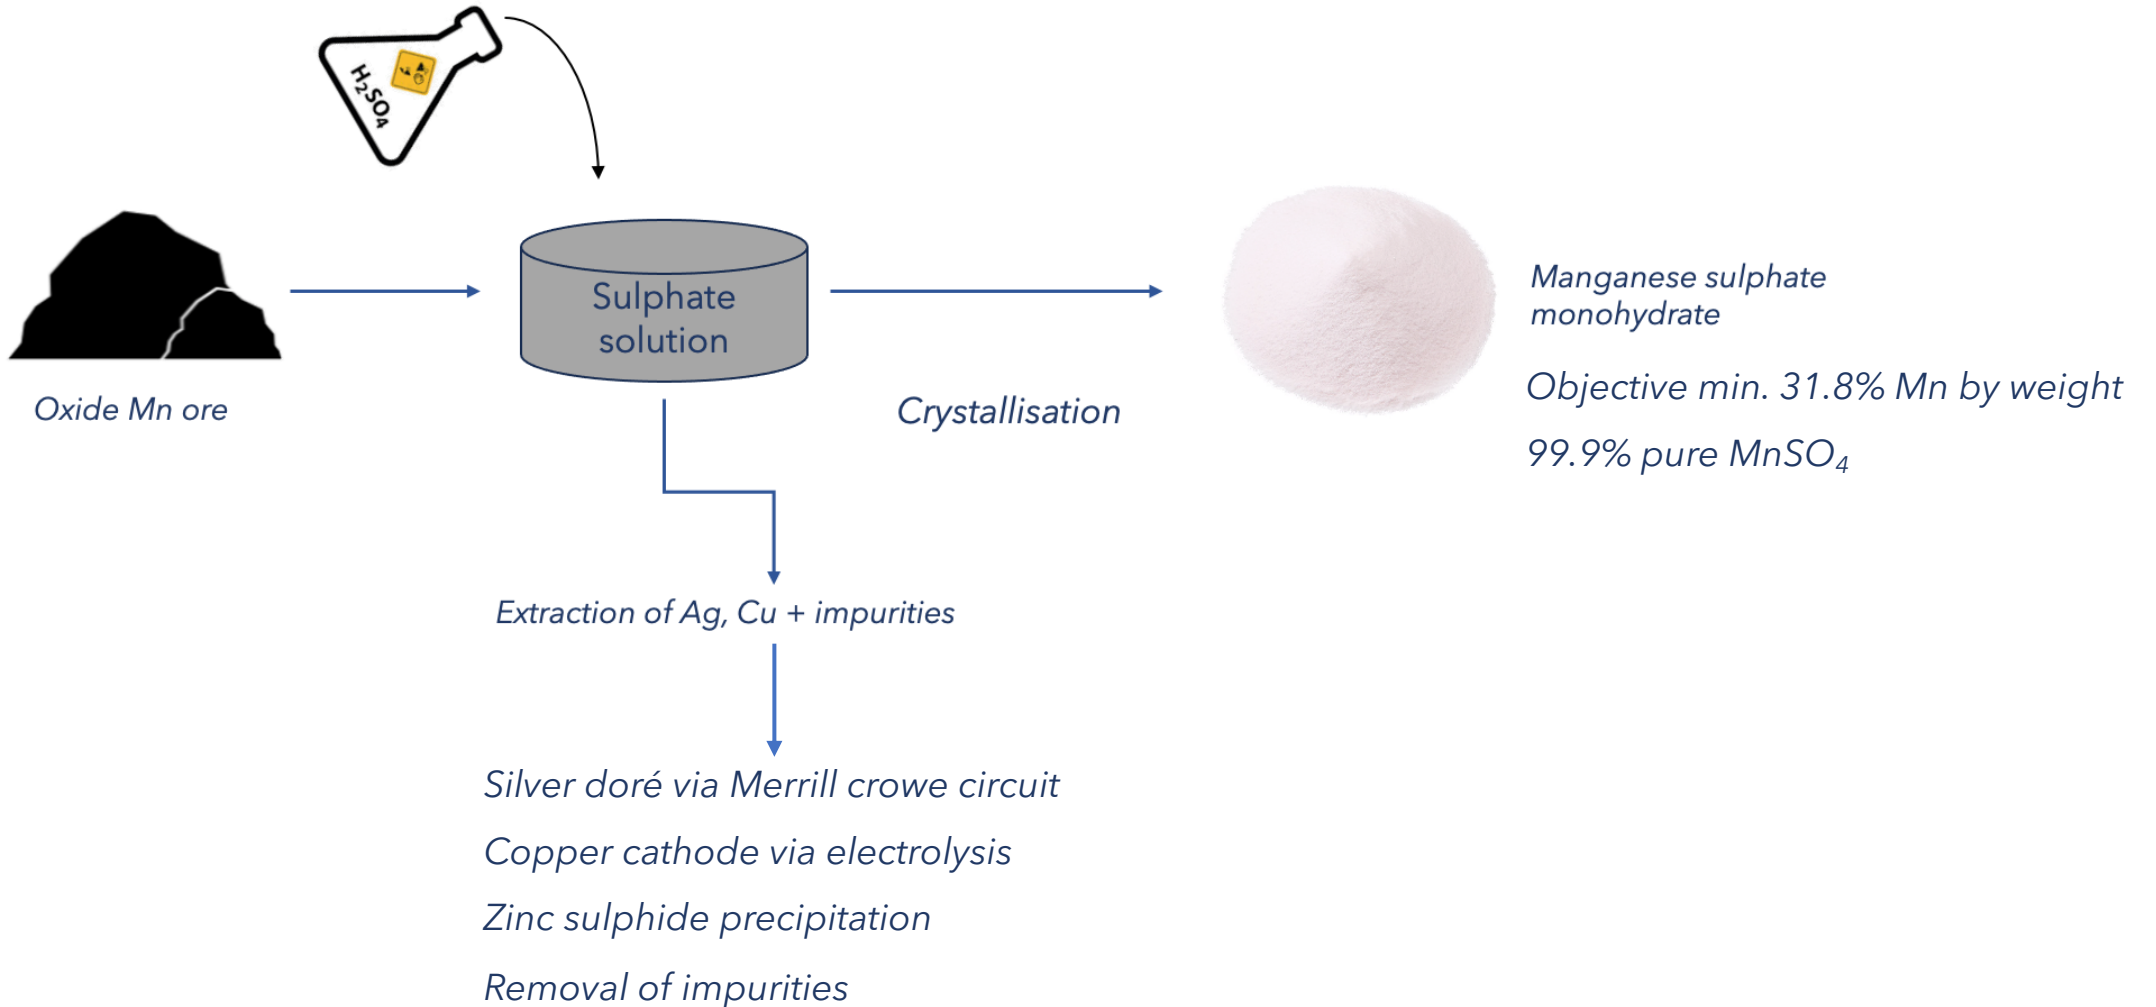 H₂SO₄
Sulphate
solution
Oxide Mn ore
Crystallisation
Manganese sulphate
monohydrate
Objective min. 31.8% Mn by weight
99.9% pure MnSO₄
Extraction of Ag, Cu + impurities
Silver doré via Merrill crowe circuit
Copper cathode via electrolysis
Zinc sulphide precipitation
Removal of impurities